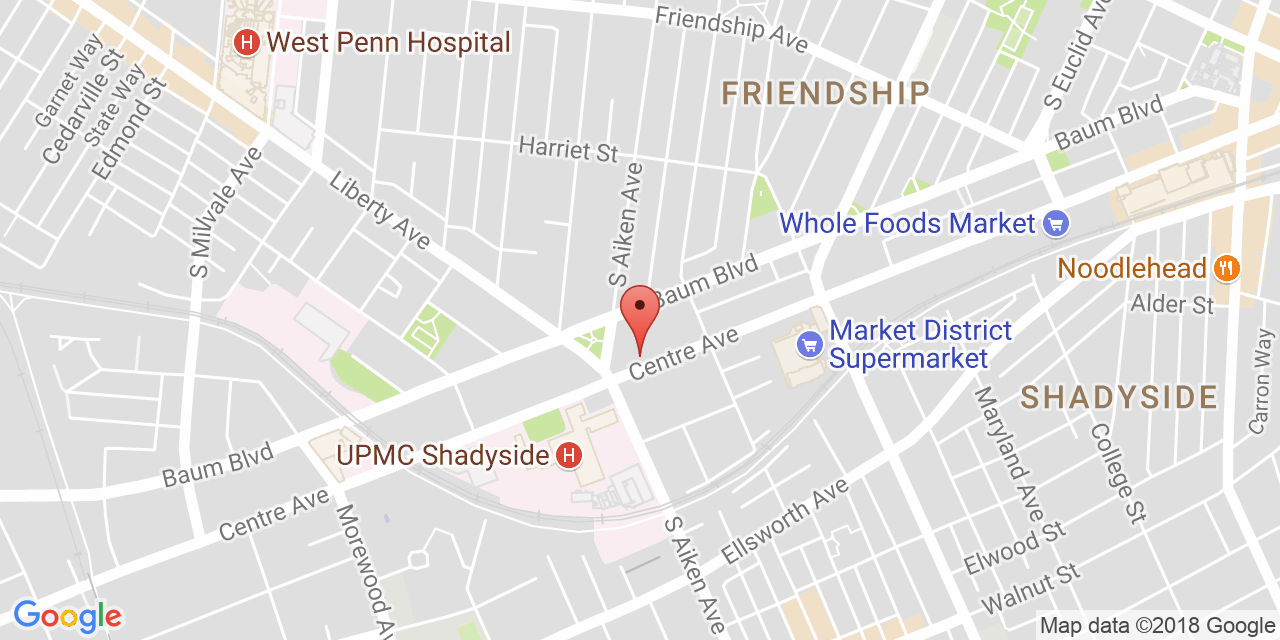 Friendship Ave
West Penn Hospital
Garnet Way
Cedarville St
State Way
Edmond St
S Euclid Ave
FRIENDSHIP
Baum Blvd
Harriet St
S Millvale Ave
Liberty Ave
S Aiken Ave
Whole Foods Market
Noodlehead
Baum Blvd
Alder St
Market District
Supermarket
Centre Ave
Carron Way
SHADYSIDE
Maryland Ave
College St
UPMC Shadyside
Baum Blvd
Centre Ave
Morewood Av
S Aiken Ave
Ellsworth Ave
Elwood St
Walnut St
Google
Map data ©2018 Google